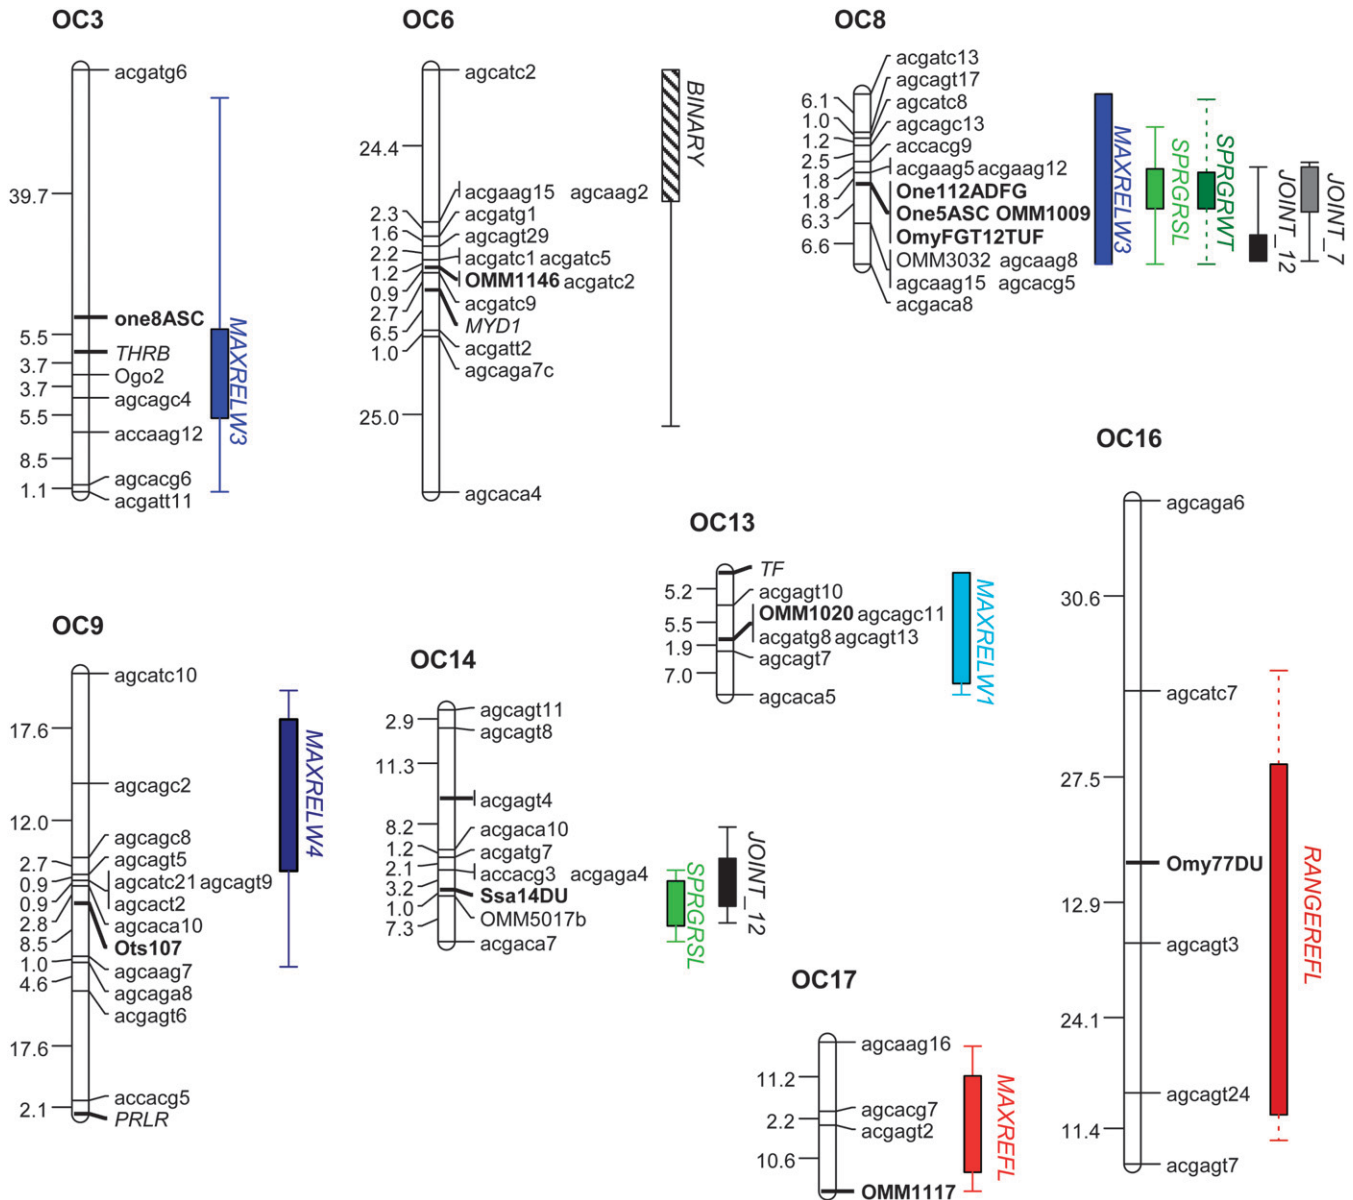 OC3
acgatg6
39.7
one8ASC
5.5
THRB
3.7
Ogo2
3.7
agcagc4
5.5
accaag12
8.5
agcacg6
1.1
acgatt11
MAXRELW3
OC6
agcatc2
24.4
acgaag15 agcaag2
2.3
acgatg1
1.6
agcagt29
2.2
acgatc1 acgatc5
1.2
OMM1146 acgatc2
0.9
acgatc9
2.7
MYD1
6.5
acgatt2
1.0
agcaga7c
25.0
agcaca4
BINARY
OC8
acgatc13
agcagt17
6.1
agcatc8
1.0
agcagc13
1.2
accacg9
2.5
acgaag5 acgaag12
1.8
One112ADFG
1.8
One5ASC OMM1009
6.3
OmyFGT12TUF
6.6
OMM3032 agcaag8
agcaag15 agcacg5
acgaca8
MAXRELW3
SPRGRSL
SPRGRWT
JOINT_12
JOINT_7
OC9
agcatc10
17.6
agcagc2
12.0
agcagc8
2.7
agcagt5
0.9
agcatc21 agcagt9
0.9
agcact2
2.8
agcaca10
8.5
Ots107
1.0
agcaag7
4.6
agcaga8
acgagt6
17.6
accacg5
2.1
PRLR
MAXRELW4
OC14
agcagt11
2.9
agcagt8
11.3
acgagt4
8.2
acgaca10
1.2
acgatg7
2.1
accacg3 acgaga4
3.2
Ssa14DU
1.0
OMM5017b
7.3
acgaca7
SPRGRSL
JOINT_12
OC13
TF
5.2
acgagt10
OMM1020 agcagc11
5.5
acgatg8 agcagt13
1.9
agcagt7
7.0
agcaca5
MAXRELW1
OC17
agcaag16
11.2
agcacg7
2.2
acgagt2
10.6
OMM1117
MAXREFL
OC16
agcaga6
30.6
agcatc7
27.5
Omy77DU
12.9
agcagt3
24.1
agcagt24
11.4
acgagt7
RANGEREFL